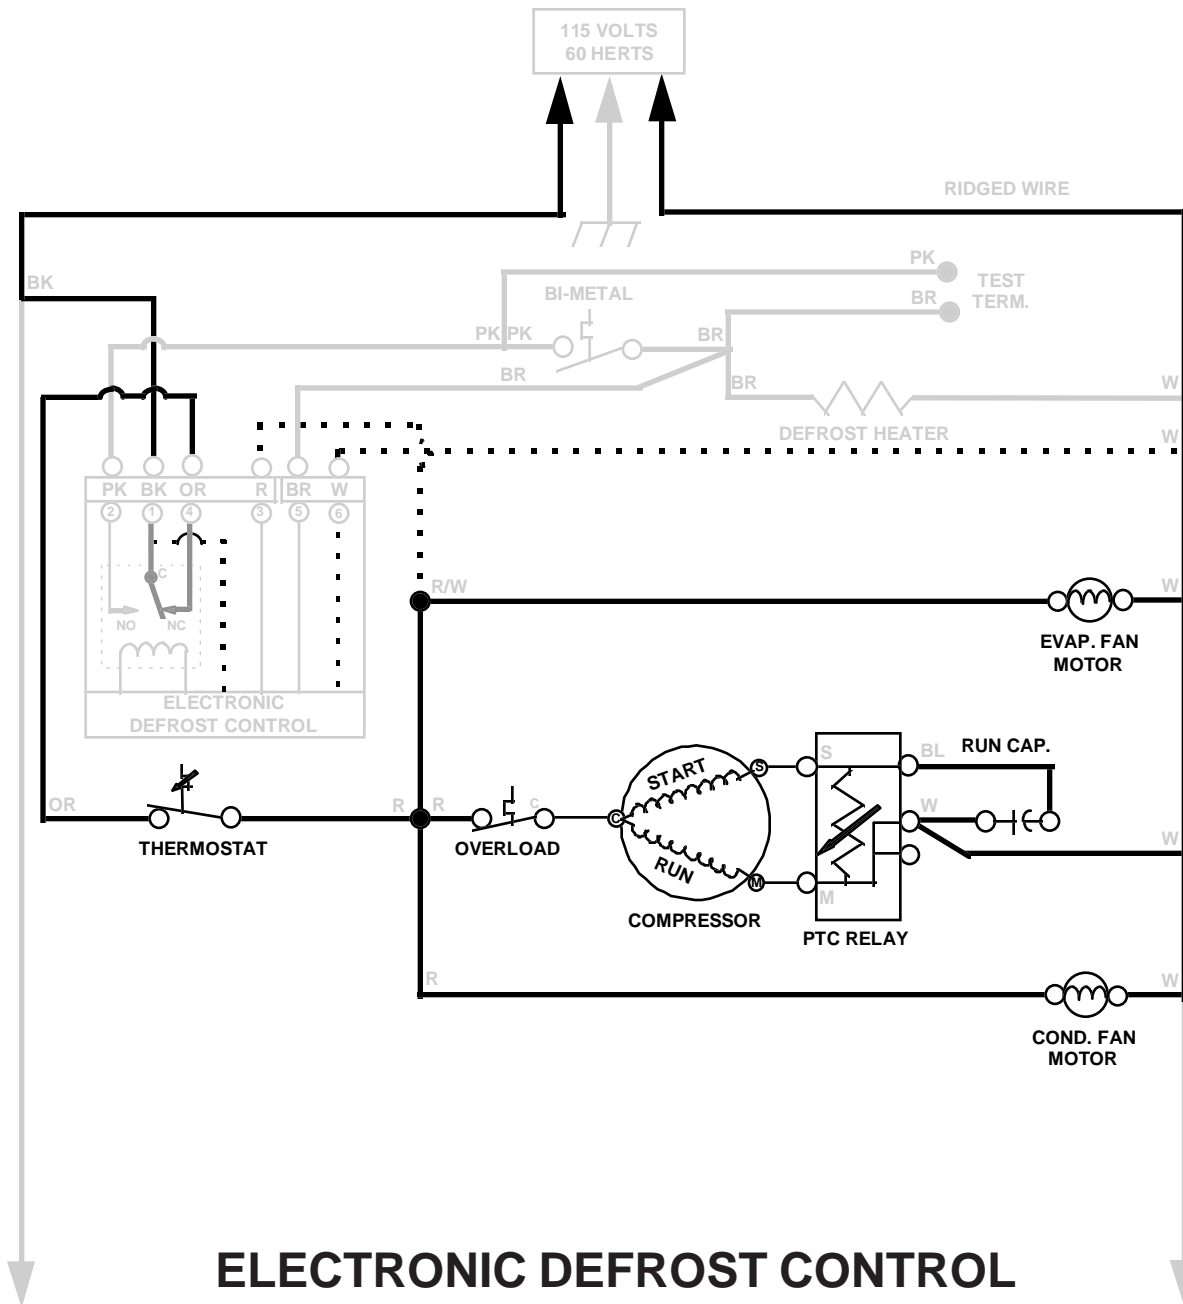 115 VOLTS
60 HERTS
RIDGED WIRE
BK
PK
TEST
TERM.
BI-METAL
BR
PK PK
BR
BR
BR
W
DEFROST HEATER
W
PK BK OR R BR W
2 1 4 3 5 6
C
NO NC
R/W
W
EVAP. FAN
MOTOR
ELECTRONIC
DEFROST CONTROL
S BL RUN CAP.
START
S
OR
R R
C
C
W
W
THERMOSTAT
OVERLOAD
RUN
M
M
COMPRESSOR
PTC RELAY
R
W
COND. FAN
MOTOR
ELECTRONIC DEFROST CONTROL